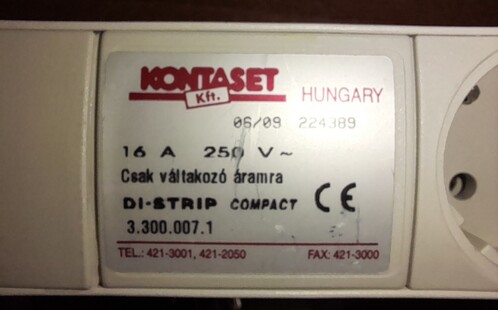 KONTASET
Kft.
HUNGARY
06/09 224389
16 A 250 V ~
Csak váltakozó áramra
DI-STRIP COMPACT CE
3.300.007.1
TEL.: 421-3001, 421-2050 FAX: 421-3000